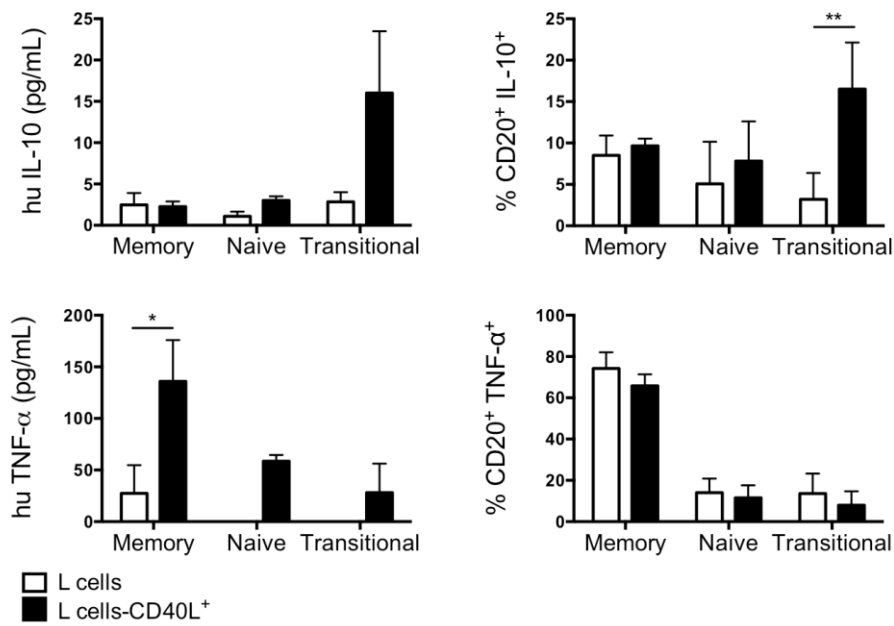 hu IL-10 (pg/mL)
25
20
15
10
5
0
Memory Naive Transitional
% CD20⁺ IL-10⁺
25
20
15
10
5
0
**
Memory Naive Transitional
hu TNF-α (pg/mL)
200
150
100
50
0
*
Memory Naive Transitional
% CD20⁺ TNF-α⁺
100
80
60
40
20
0
Memory Naive Transitional
L cells
L cells-CD40L⁺